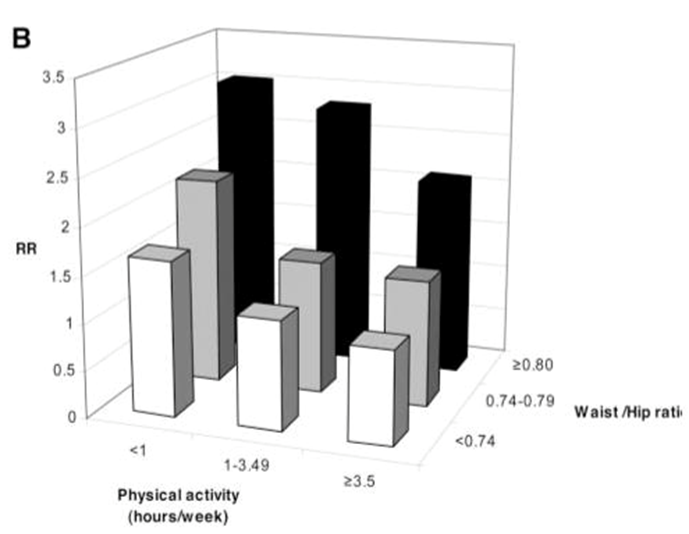 B
3.5
3
2.5
2
1.5
1
0.5
0
RR
<1
1-3.49
≥3.5
Physical activity
(hours/week)
≥0.80
0.74-0.79
<0.74
Waist /Hip